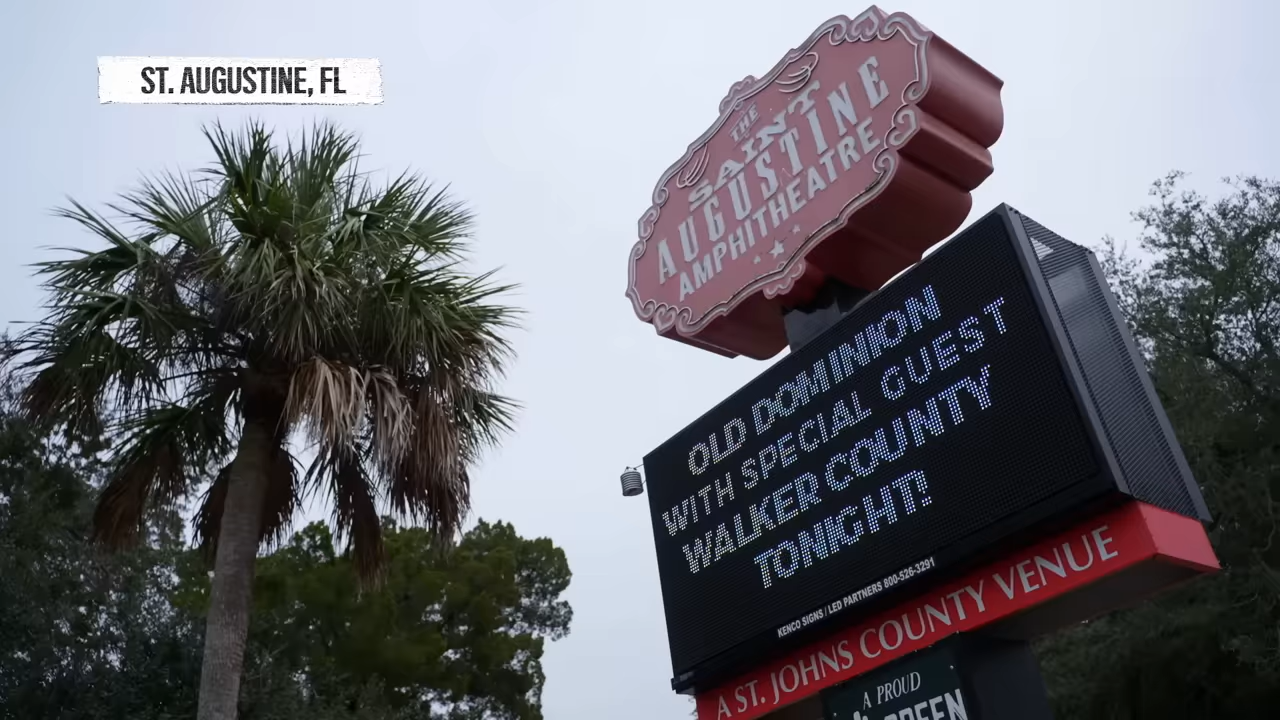 ST. AUGUSTINE, FL
THE
SAINT
AUGUSTINE
AMPHITHEATRE
OLD DOMINION
WITH SPECIAL GUEST
WALKER COUNTY
TONIGHT!
KENCO SIGNS / LED PARTNERS 800-526-3291
A ST. JOHNS COUNTY VENUE
A PROUD
GREEN